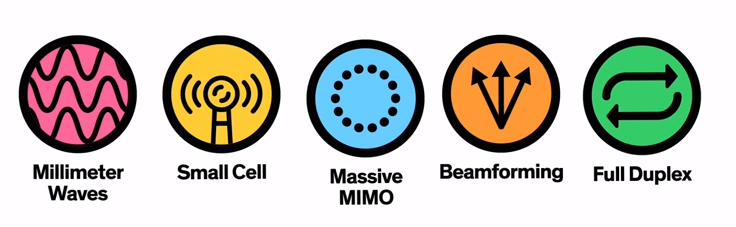 Millimeter
Waves
Small Cell
Massive
MIMO
Beamforming
Full Duplex